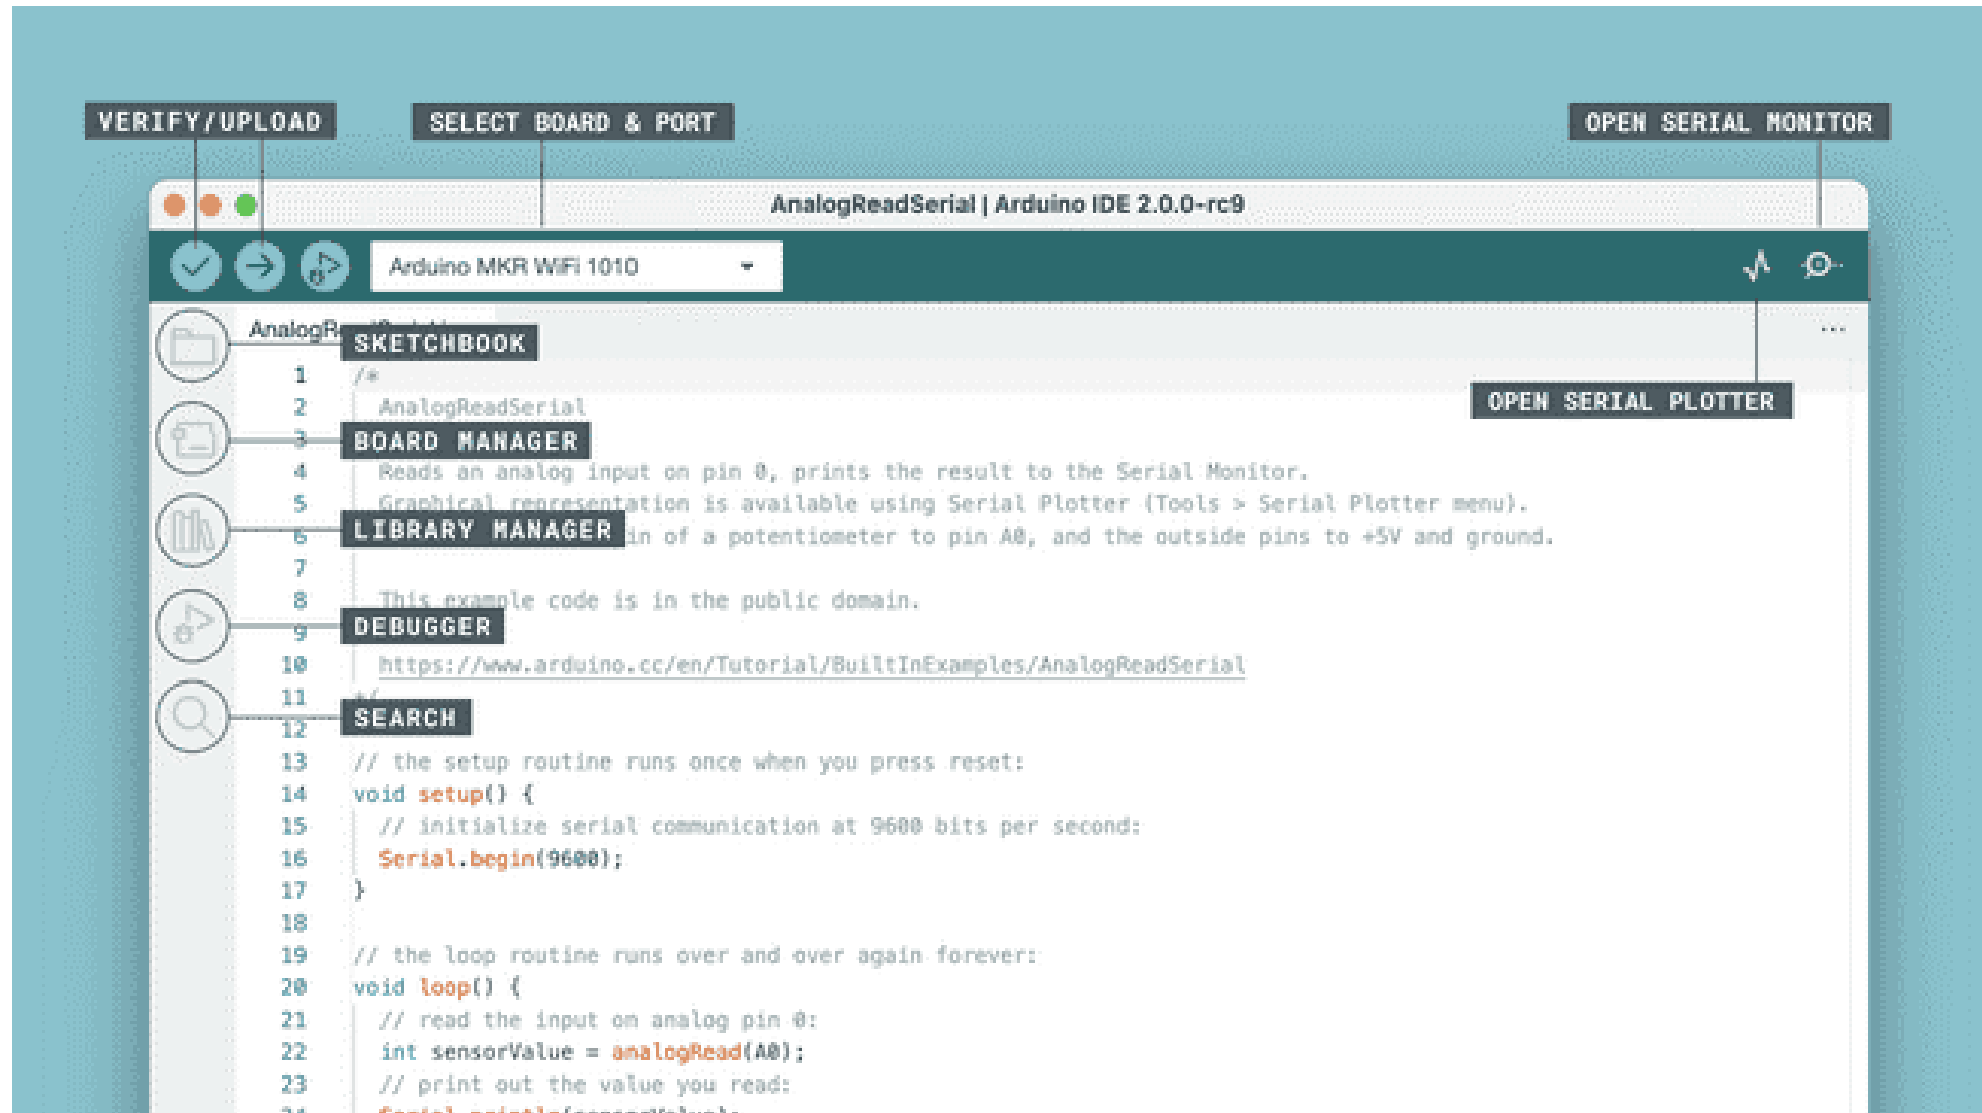 VERIFY/UPLOAD
SELECT BOARD & PORT
OPEN SERIAL MONITOR
AnalogReadSerial | Arduino IDE 2.0.0-rc9
Arduino MKR WiFi 1010
AnalogR
...
SKETCHBOOK
OPEN SERIAL PLOTTER
1 /*
2 AnalogReadSerial
3
BOARD MANAGER
4 Reads an analog input on pin 0, prints the result to the Serial Monitor.
5 Graphical representation is available using Serial Plotter (Tools > Serial Plotter menu).
LIBRARY MANAGER
6 in of a potentiometer to pin A0, and the outside pins to +5V and ground.
7
8 This example code is in the public domain.
DEBUGGER
9
10 https://www.arduino.cc/en/Tutorial/BuiltInExamples/AnalogReadSerial
11 */
SEARCH
12
13 // the setup routine runs once when you press reset:
14 void setup() {
15 // initialize serial communication at 9600 bits per second:
16 Serial.begin(9600);
17 }
18
19 // the loop routine runs over and over again forever:
20 void loop() {
21 // read the input on analog pin 0:
22 int sensorValue = analogRead(A0);
23 // print out the value you read: